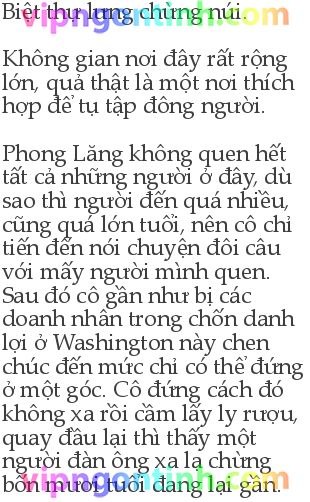 Biệt thự lưng chừng núi.
Không gian nơi đây rất rộng
lớn, quả thật là một nơi thích
hợp để tụ tập đông người.
Phong Lăng không quen hết
tất cả những người ở đây, dù
sao thì người đến quá nhiều,
cũng quá lớn tuổi, nên cô chỉ
tiến đến nói chuyện đôi câu
với mấy người mình quen.
Sau đó cô gần như bị các
doanh nhân trong chốn danh
lợi ở Washington này chen
chúc đến mức chỉ có thể đứng
ở một góc. Cô đứng cách đó
không xa rồi cầm lấy ly rượu,
quay đầu lại thì thấy một
người đàn ông xa lạ chừng
bốn mươi tuổi đang lại gần.
vipngontinh.com
vipngontinh.com